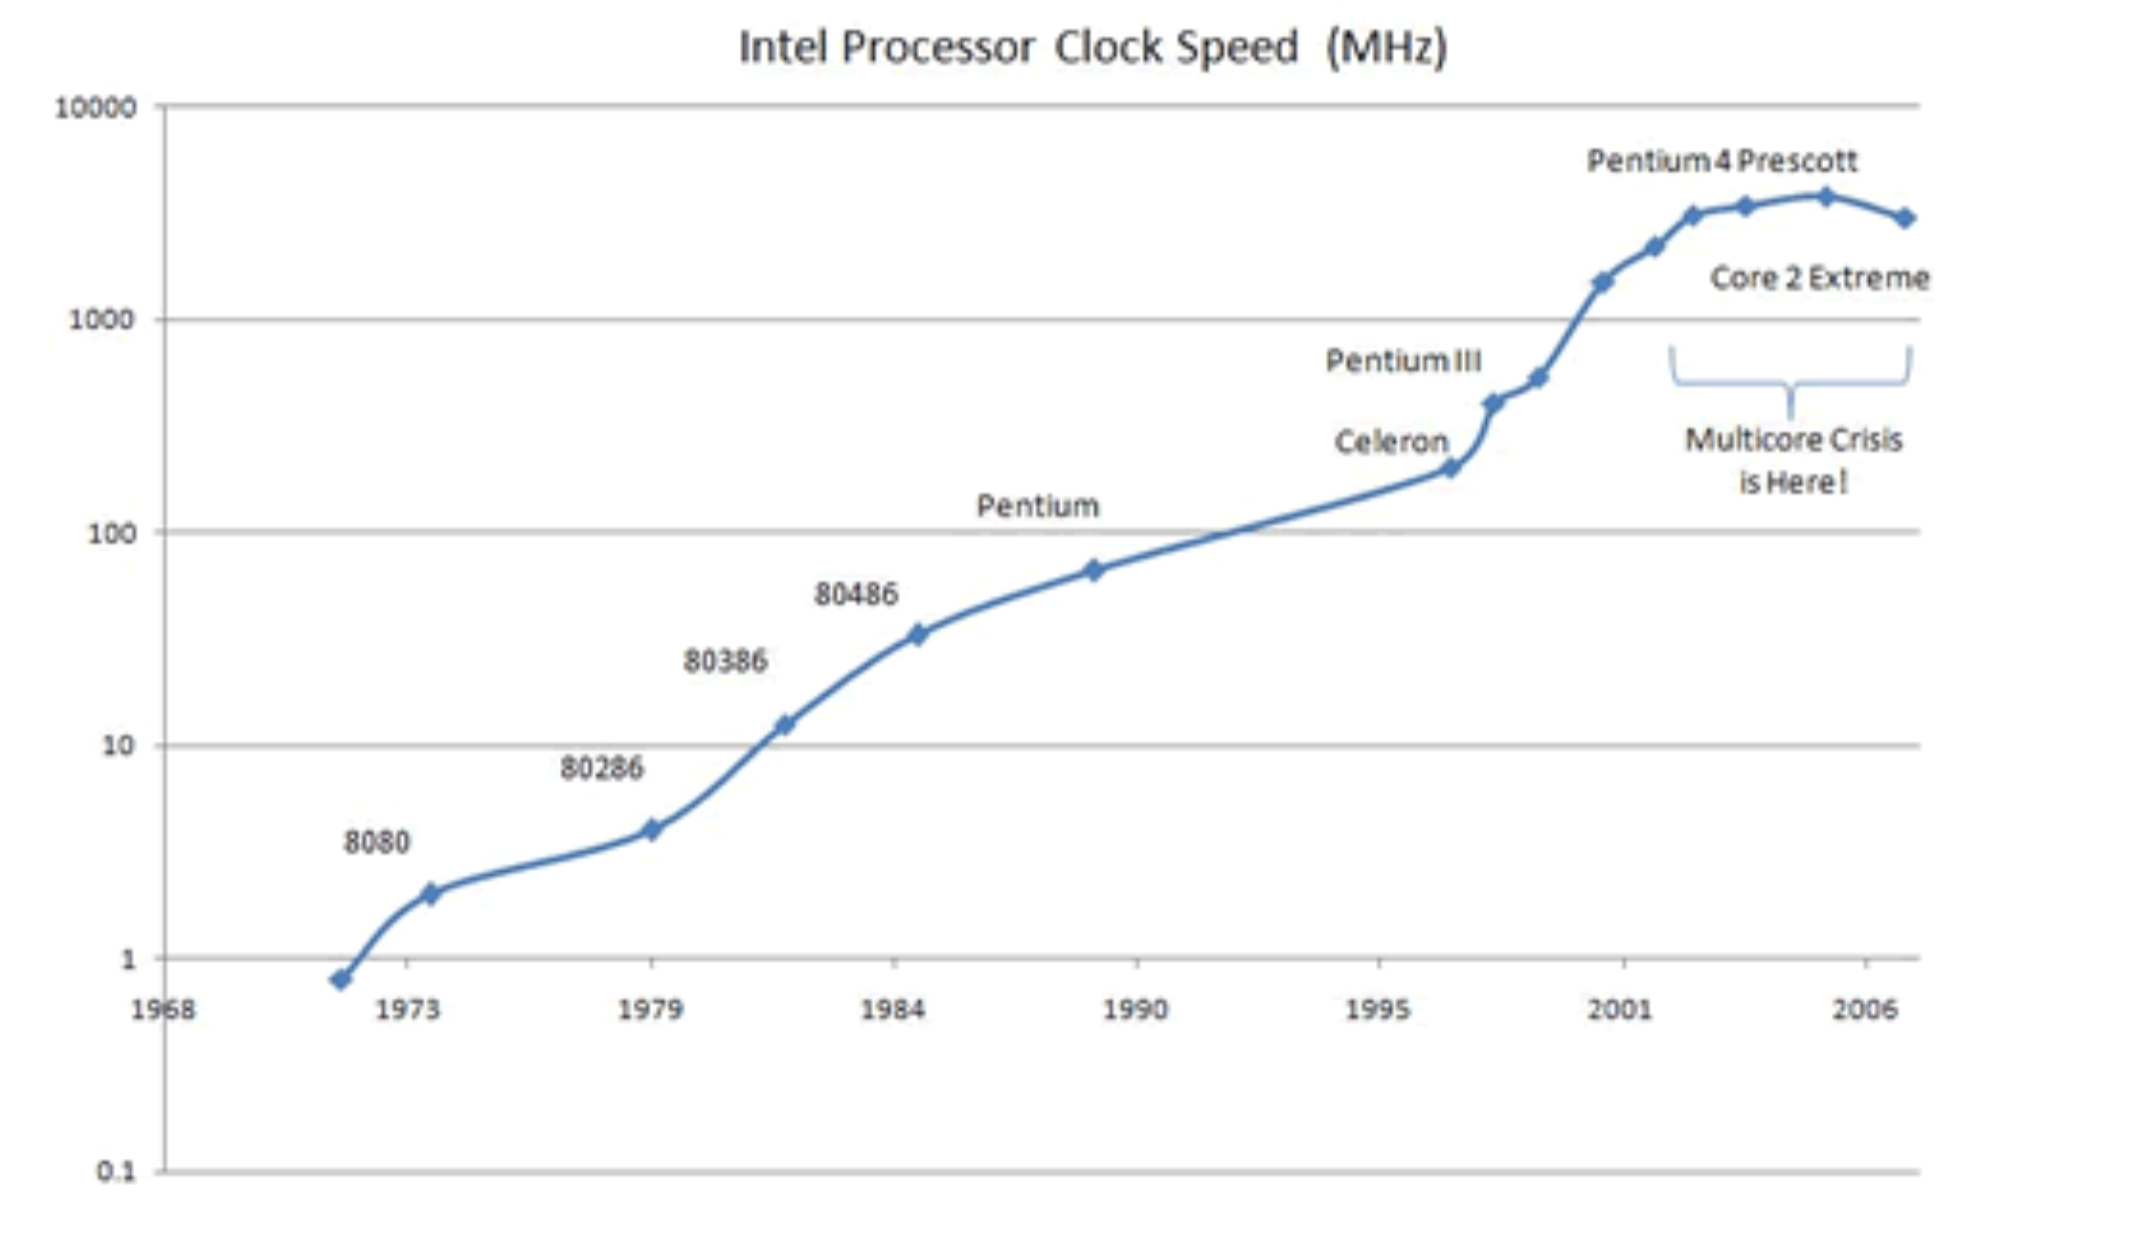 Intel Processor Clock Speed (MHz)
10000
Pentium 4 Prescott
Core 2 Extreme
1000
Pentium III
Celeron
Multicore Crisis
is Here!
Pentium
100
80486
80386
10
80286
8080
1
1968 1973 1979 1984 1990 1995 2001 2006
0.1